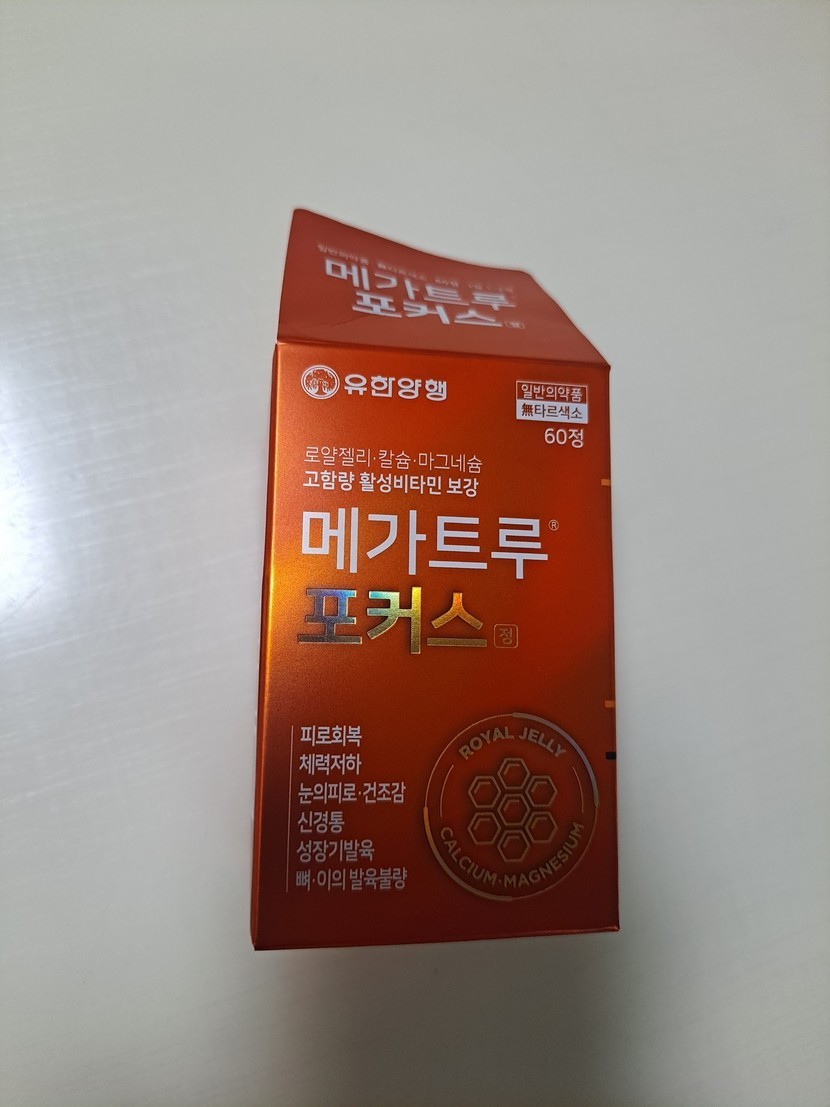 메가트루
포커스 정
유한양행
일반의약품
無타르색소
60정
로얄젤리·칼슘·마그네슘
고함량 활성비타민 보강
메가트루®
포커스 정
피로회복
체력저하
눈의피로·건조감
신경통
성장기발육
뼈·이의 발육불량
ROYAL JELLY
CALCIUM·MAGNESIUM